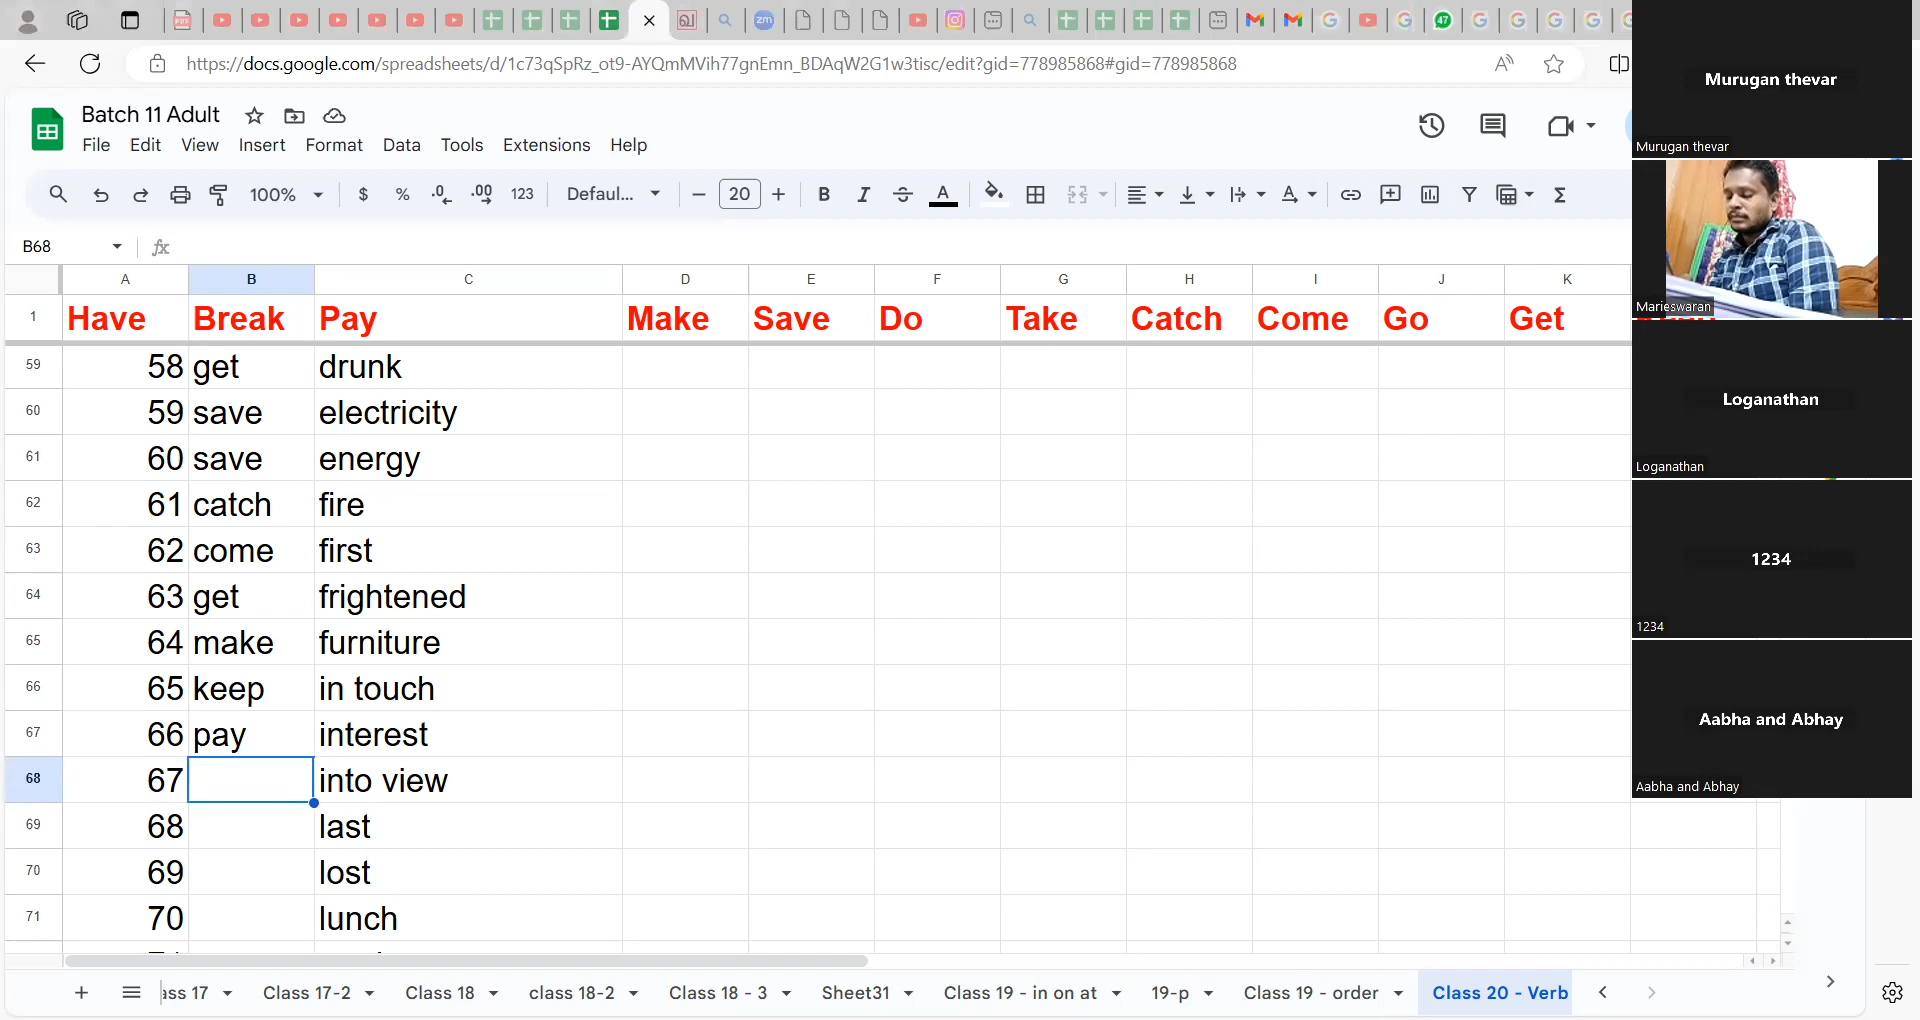 https://docs.google.com/spreadsheets/d/1c73qSpRz_ot9-AYQmMVih77gnEmn_BDAqW2G1w3tisc/edit?gid=778985868#gid=778985868
Batch 11 Adult
File Edit View Insert Format Data Tools Extensions Help
100% $ % .0 .00 123 Defaul... 20
B68
A B C D E F G H I J K
1 Have Break Pay Make Save Do Take Catch Come Go Get
59 58 get drunk
60 59 save electricity
61 60 save energy
62 61 catch fire
63 62 come first
64 63 get frightened
65 64 make furniture
66 65 keep in touch
67 66 pay interest
68 67 into view
69 68 last
70 69 lost
71 70 lunch
ass 17 Class 17-2 Class 18 class 18-2 Class 18 - 3 Sheet31 Class 19 - in on at 19-p Class 19 - order Class 20 - Verb
Murugan thevar
Murugan thevar
Marieswaran
Loganathan
Loganathan
1234
1234
Aabha and Abhay
Aabha and Abhay